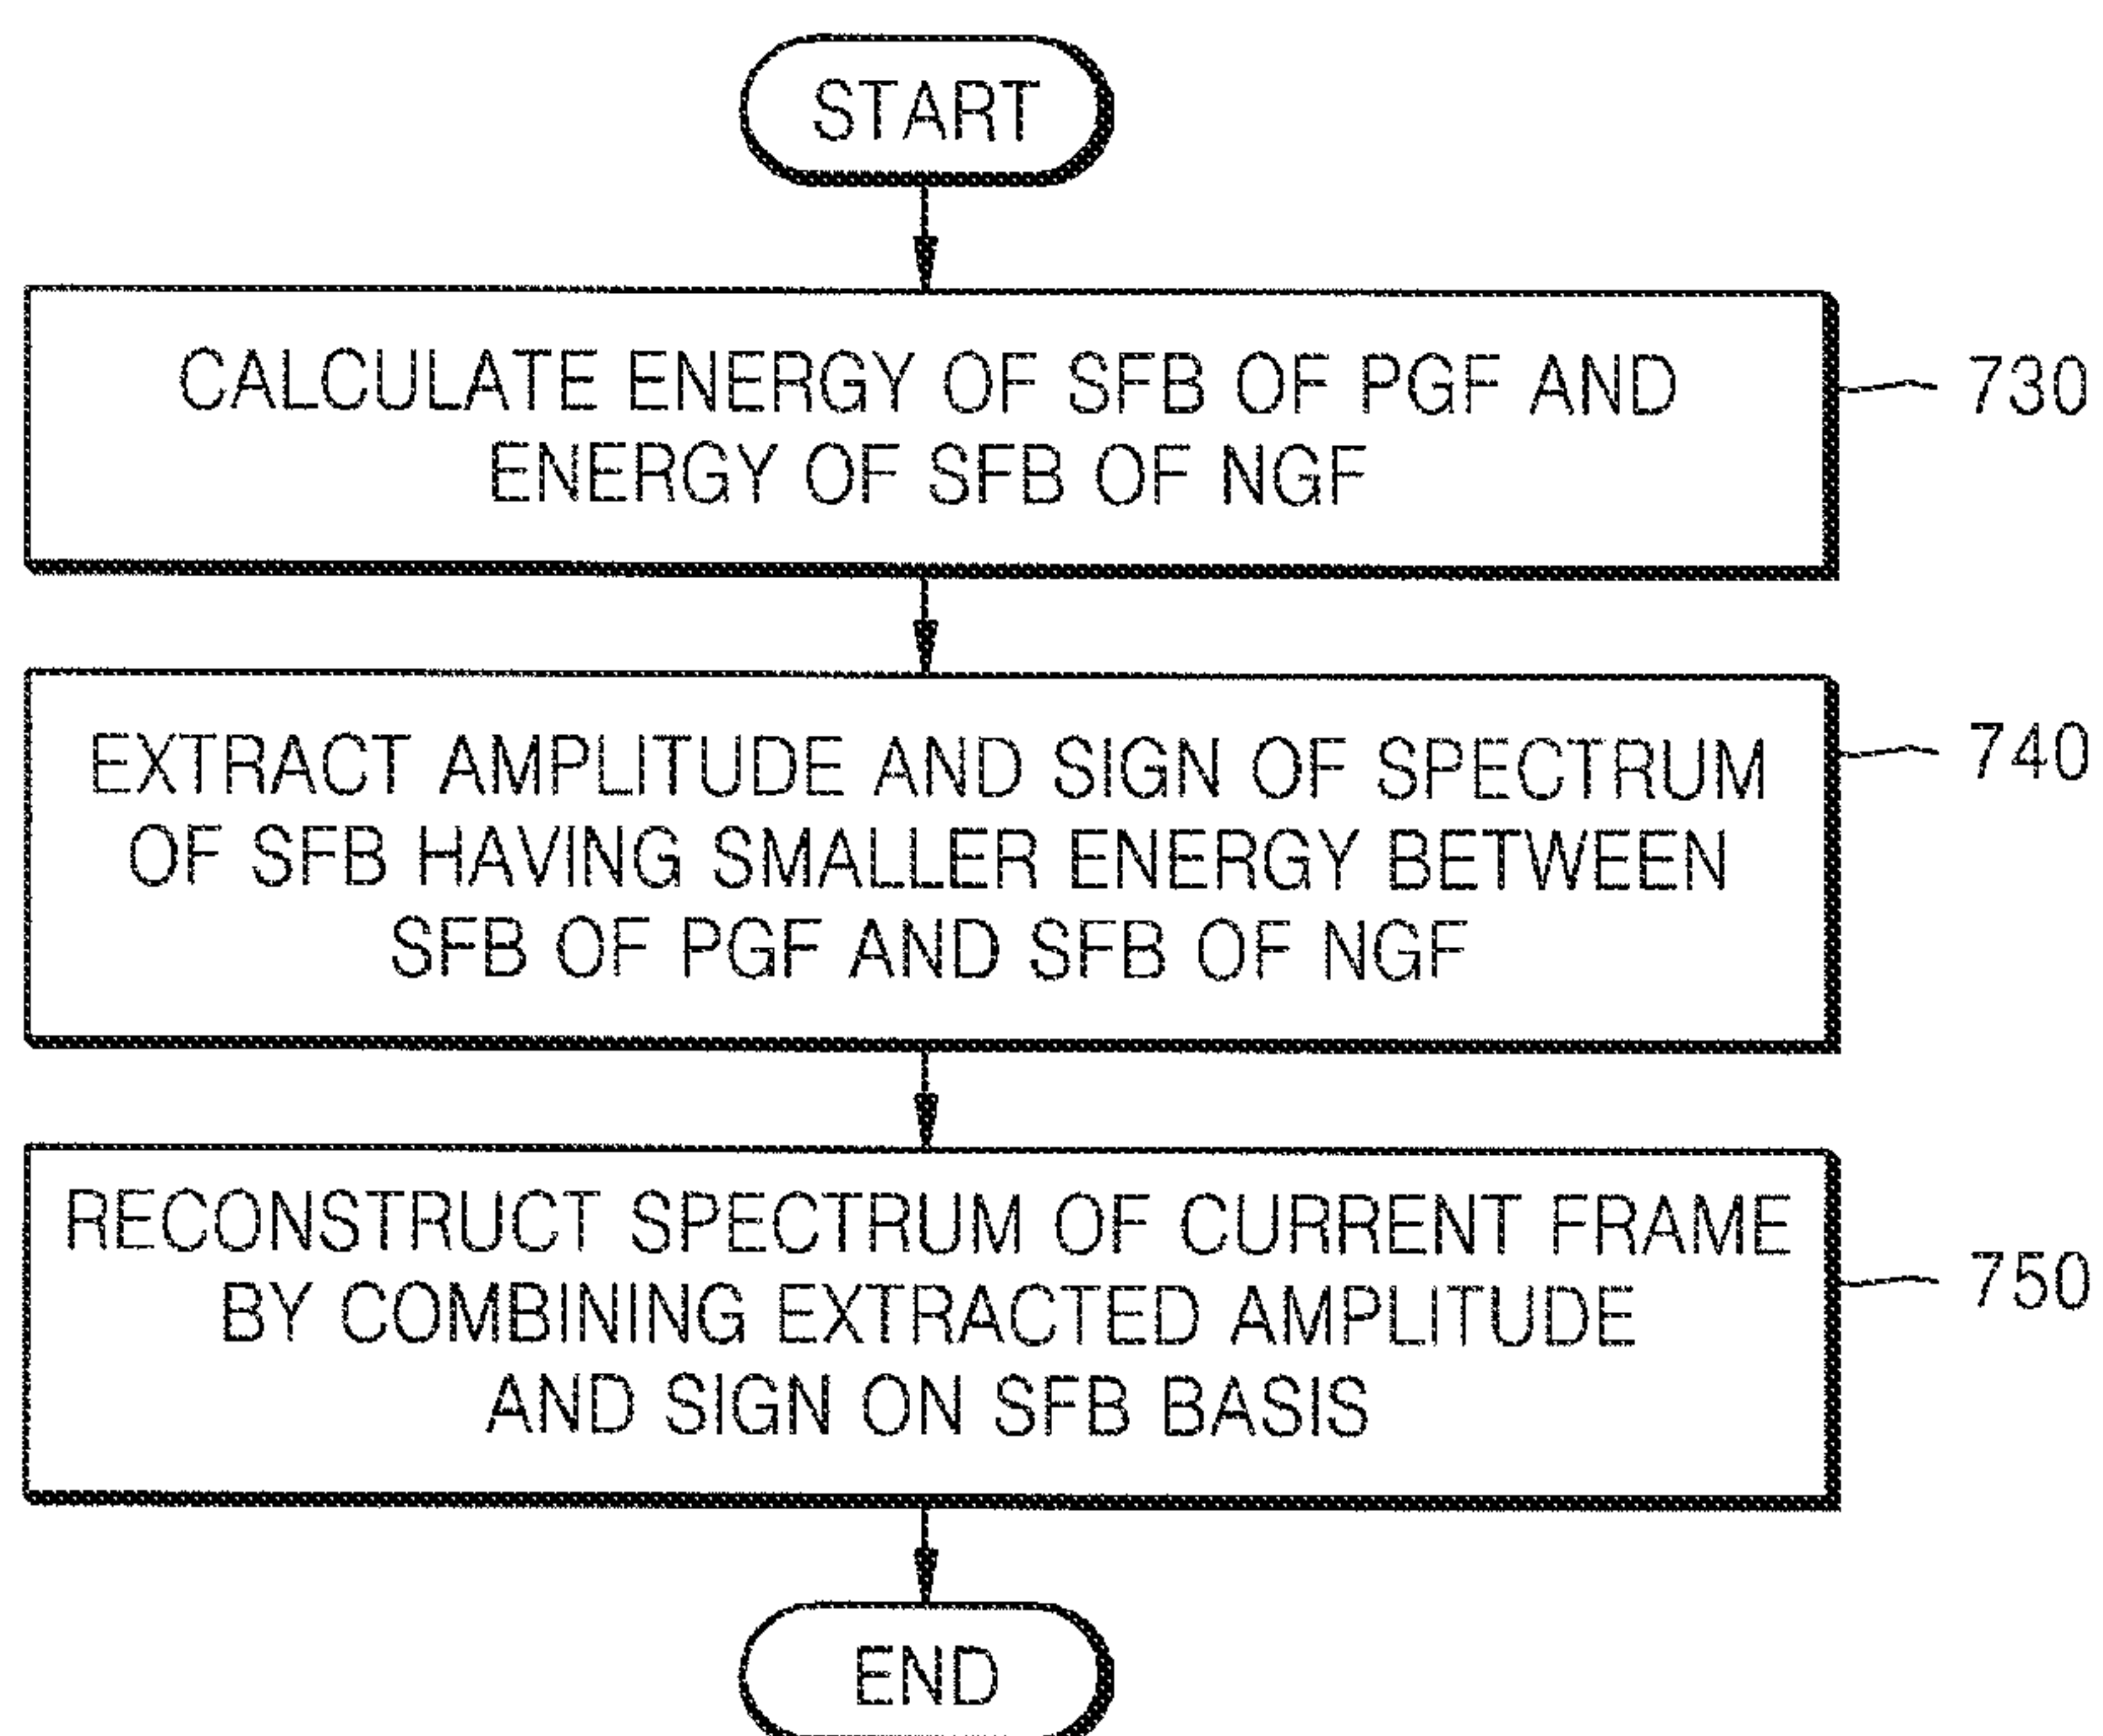 START
CALCULATE ENERGY OF SFB OF PGF AND
ENERGY OF SFB OF NGF
730
EXTRACT AMPLITUDE AND SIGN OF SPECTRUM
OF SFB HAVING SMALLER ENERGY BETWEEN
SFB OF PGF AND SFB OF NGF
740
RECONSTRUCT SPECTRUM OF CURRENT FRAME
BY COMBINING EXTRACTED AMPLITUDE
AND SIGN ON SFB BASIS
750
END